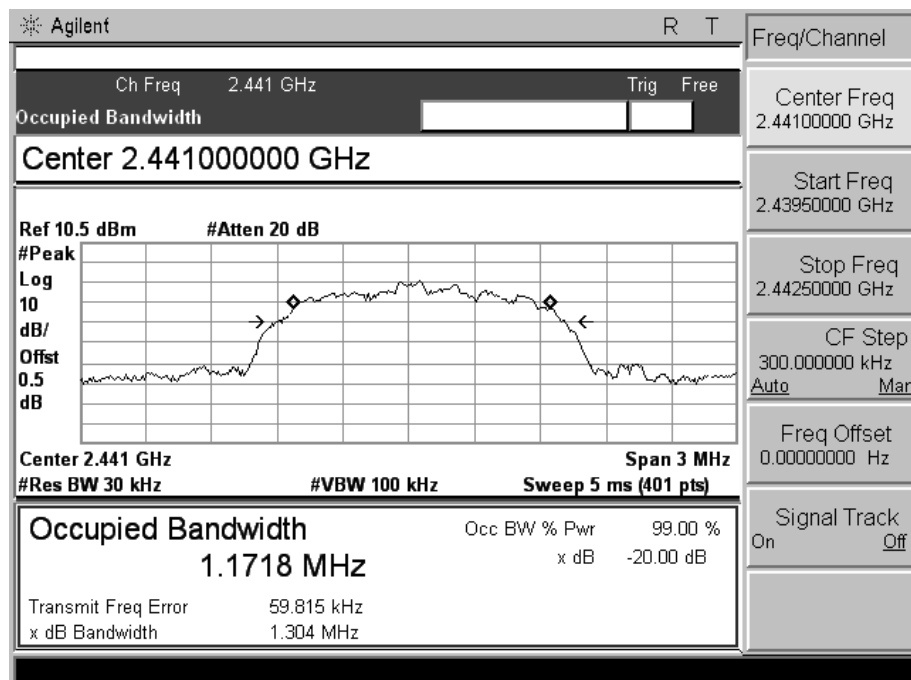 Agilent
R T
Freq/Channel
Ch Freq 2.441 GHz Trig Free
Occupied Bandwidth
Center 2.441000000 GHz
Center Freq
2.44100000 GHz
Start Freq
2.43950000 GHz
Stop Freq
2.44250000 GHz
CF Step
300.000000 kHz
Auto Man
Freq Offset
0.00000000 Hz
Signal Track
On Off
Ref 10.5 dBm #Atten 20 dB
#Peak
Log
10
dB/
Offst
0.5
dB
Center 2.441 GHz Span 3 MHz
#Res BW 30 kHz #VBW 100 kHz Sweep 5 ms (401 pts)
Occupied Bandwidth
1.1718 MHz
Occ BW % Pwr 99.00 %
x dB -20.00 dB
Transmit Freq Error 59.815 kHz
x dB Bandwidth 1.304 MHz